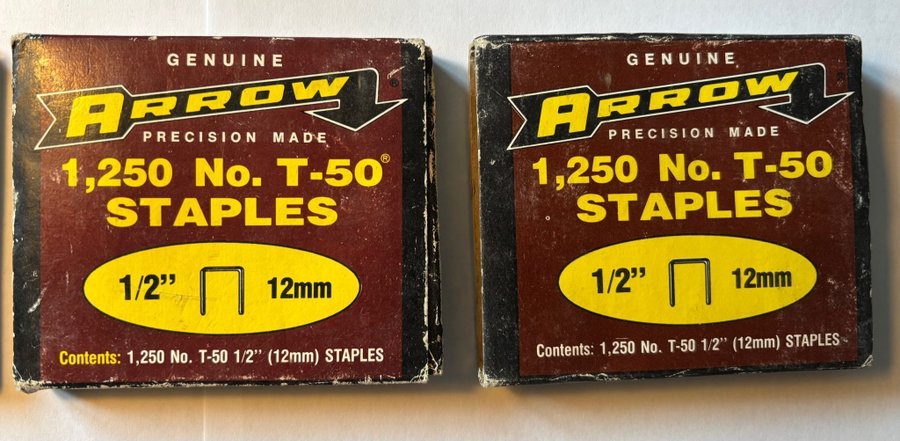 GENUINE
ARROW
PRECISION MADE
1,250 No. T-50®
STAPLES
1/2" 12mm
Contents: 1,250 No. T-50 1/2" (12mm) STAPLES
GENUINE
ARROW
PRECISION MADE
1,250 No. T-50
STAPLES
1/2" 12mm
Contents: 1,250 No. T-50 1/2" (12mm) STAPLES